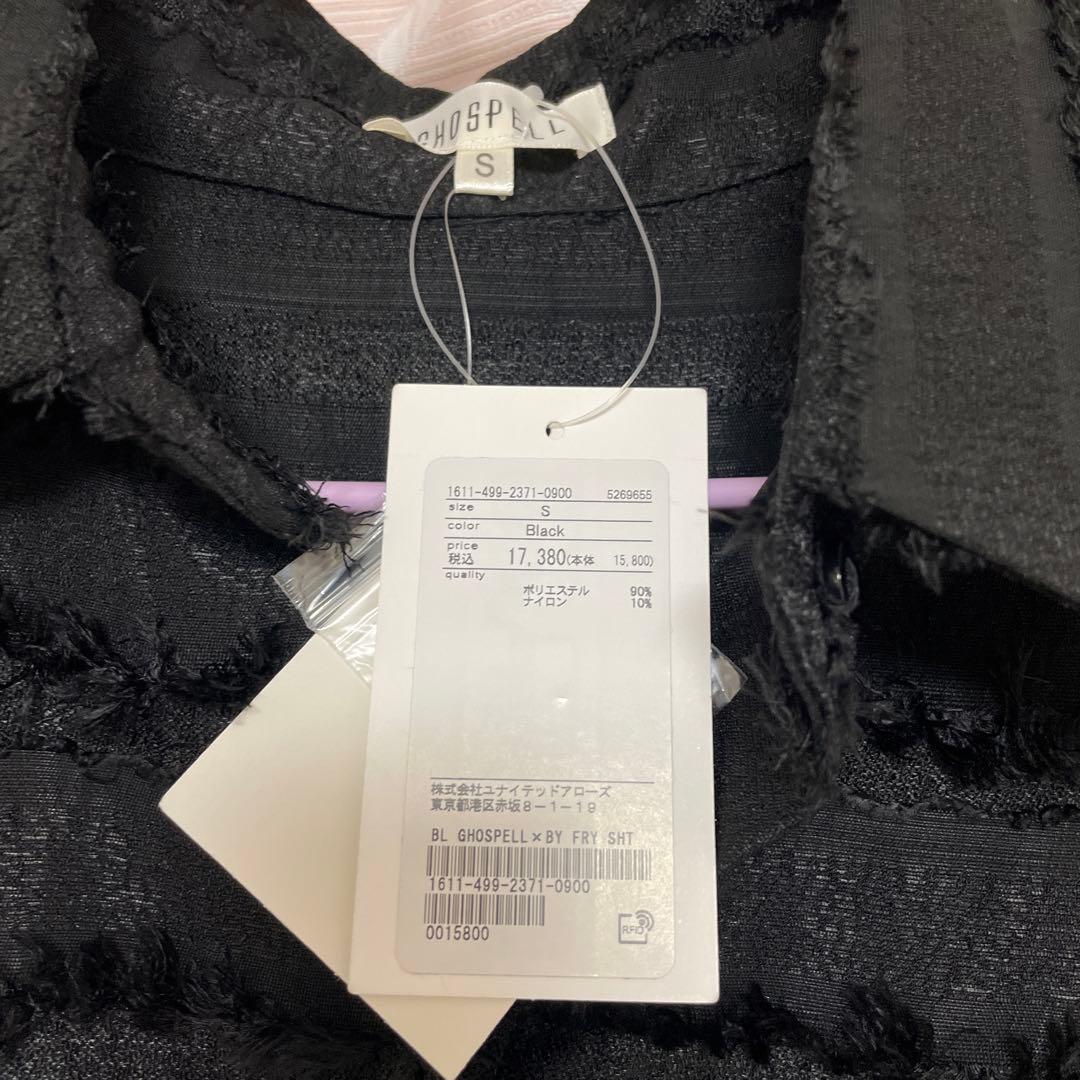 GHOSPELL
S
1611-499-2371-0900 5269655
size S
color Black
price
税込 17,380(本体 15,800)
quality
ポリエステル 90%
ナイロン 10%
株式会社ユナイテッドアローズ
東京都港区赤坂8-1-19
BL GHOSPELL×BY FRY SHT
1611-499-2371-0900
0015800
RFID